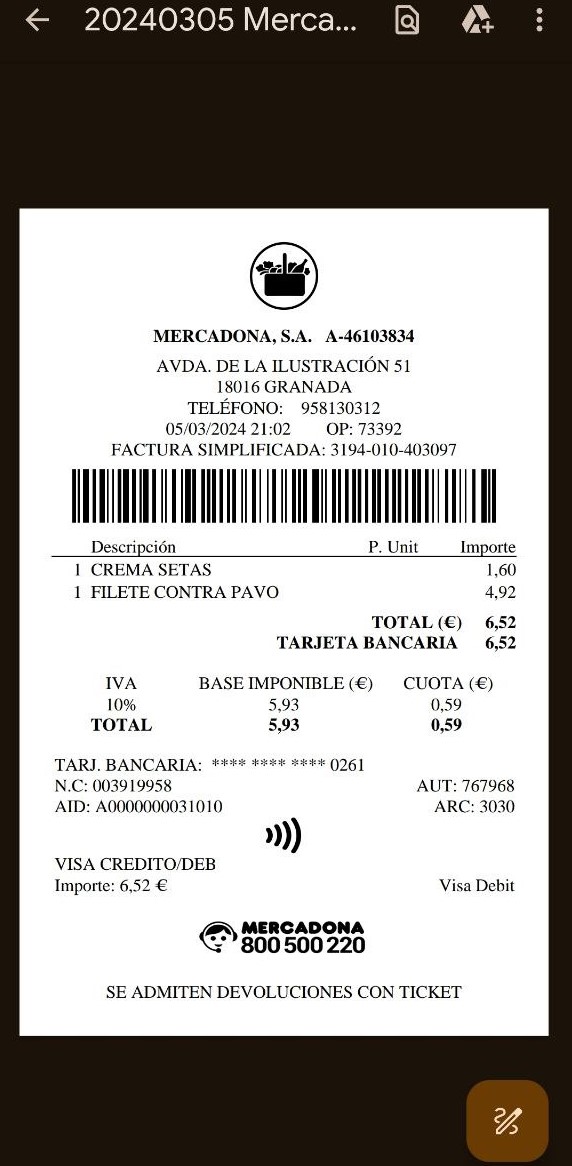 20240305 Merca...
MERCADONA, S.A. A-46103834
AVDA. DE LA ILUSTRACIÓN 51
18016 GRANADA
TELÉFONO: 958130312
05/03/2024 21:02 OP: 73392
FACTURA SIMPLIFICADA: 3194-010-403097
Descripción P. Unit Importe
1 CREMA SETAS 1,60
1 FILETE CONTRA PAVO 4,92
TOTAL (€) 6,52
TARJETA BANCARIA 6,52
IVA BASE IMPONIBLE (€) CUOTA (€)
10% 5,93 0,59
TOTAL 5,93 0,59
TARJ. BANCARIA: **** **** **** 0261
N.C: 003919958 AUT: 767968
AID: A0000000031010 ARC: 3030
VISA CREDITO/DEB
Importe: 6,52 € Visa Debit
MERCADONA
800 500 220
SE ADMITEN DEVOLUCIONES CON TICKET